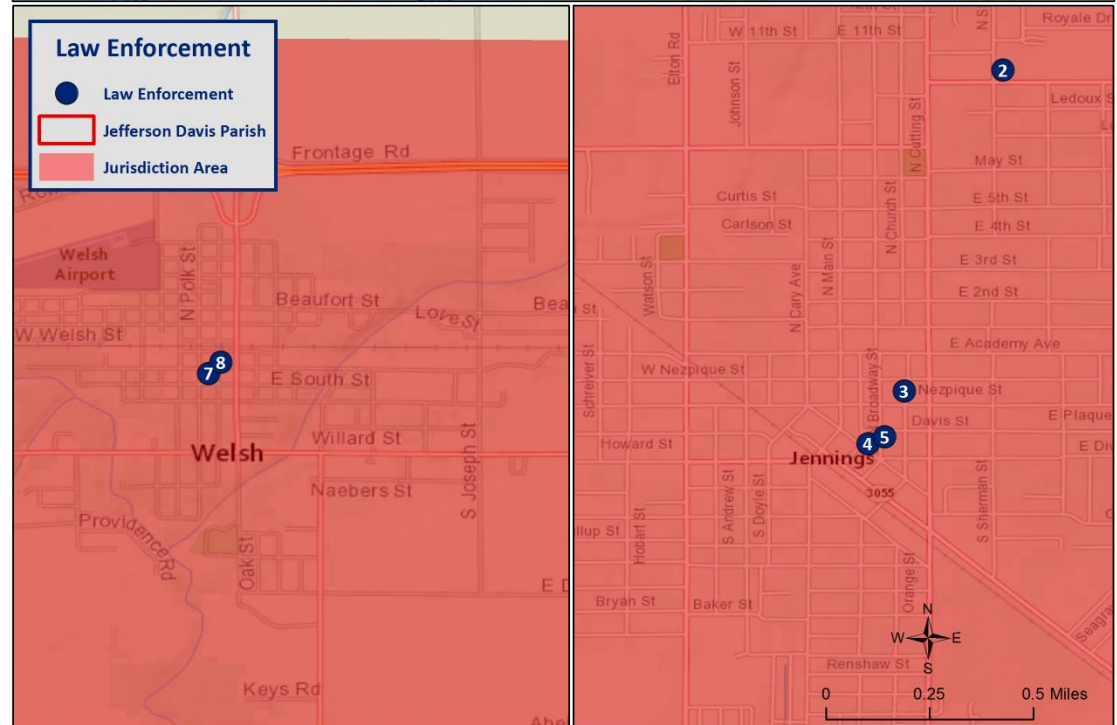 Law Enforcement
Law Enforcement
Jefferson Davis Parish
Jurisdiction Area
Frontage Rd
Welsh
Airport
N Polk St
Beaufort St
Love St
W Welsh St
8
7
E South St
Willard St
Welsh
Naebers St
S Joseph St
Providence Rd
Oak St
E D
Keys Rd
W 11th St
E 11th St
N S
Royale Dr
Elton Rd
2
Johnson St
Ledoux S
N Cutting St
May St
Curtis St
E 5th St
Carlson St
N Church St
E 4th St
N Main St
E 3rd St
Watson St
N Cary Ave
E 2nd St
St
E Academy Ave
Schreiver St
W Nezpique St
Broadway St
3
Nezpique St
Davis St
E Plaque
Howard St
4
5
E Div
Jennings
3055
S Andrew St
S Doyle St
S Sherman St
llup St
Hobart St
Orange St
Bryan St
Baker St
N
W
E
S
Seagra
Renshaw St
0
0.25
0.5 Miles